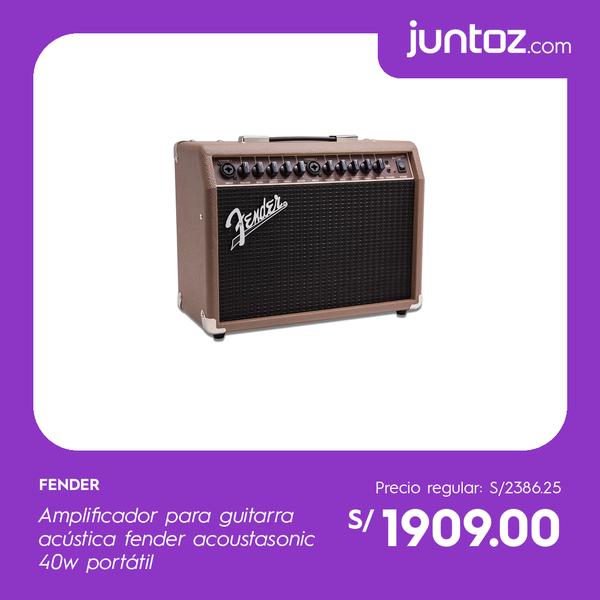 juntoz.com
Fender
FENDER
Amplificador para guitarra
acústica fender acoustasonic
40w portátil
Precio regular: S/2386.25
S/ 1909.00